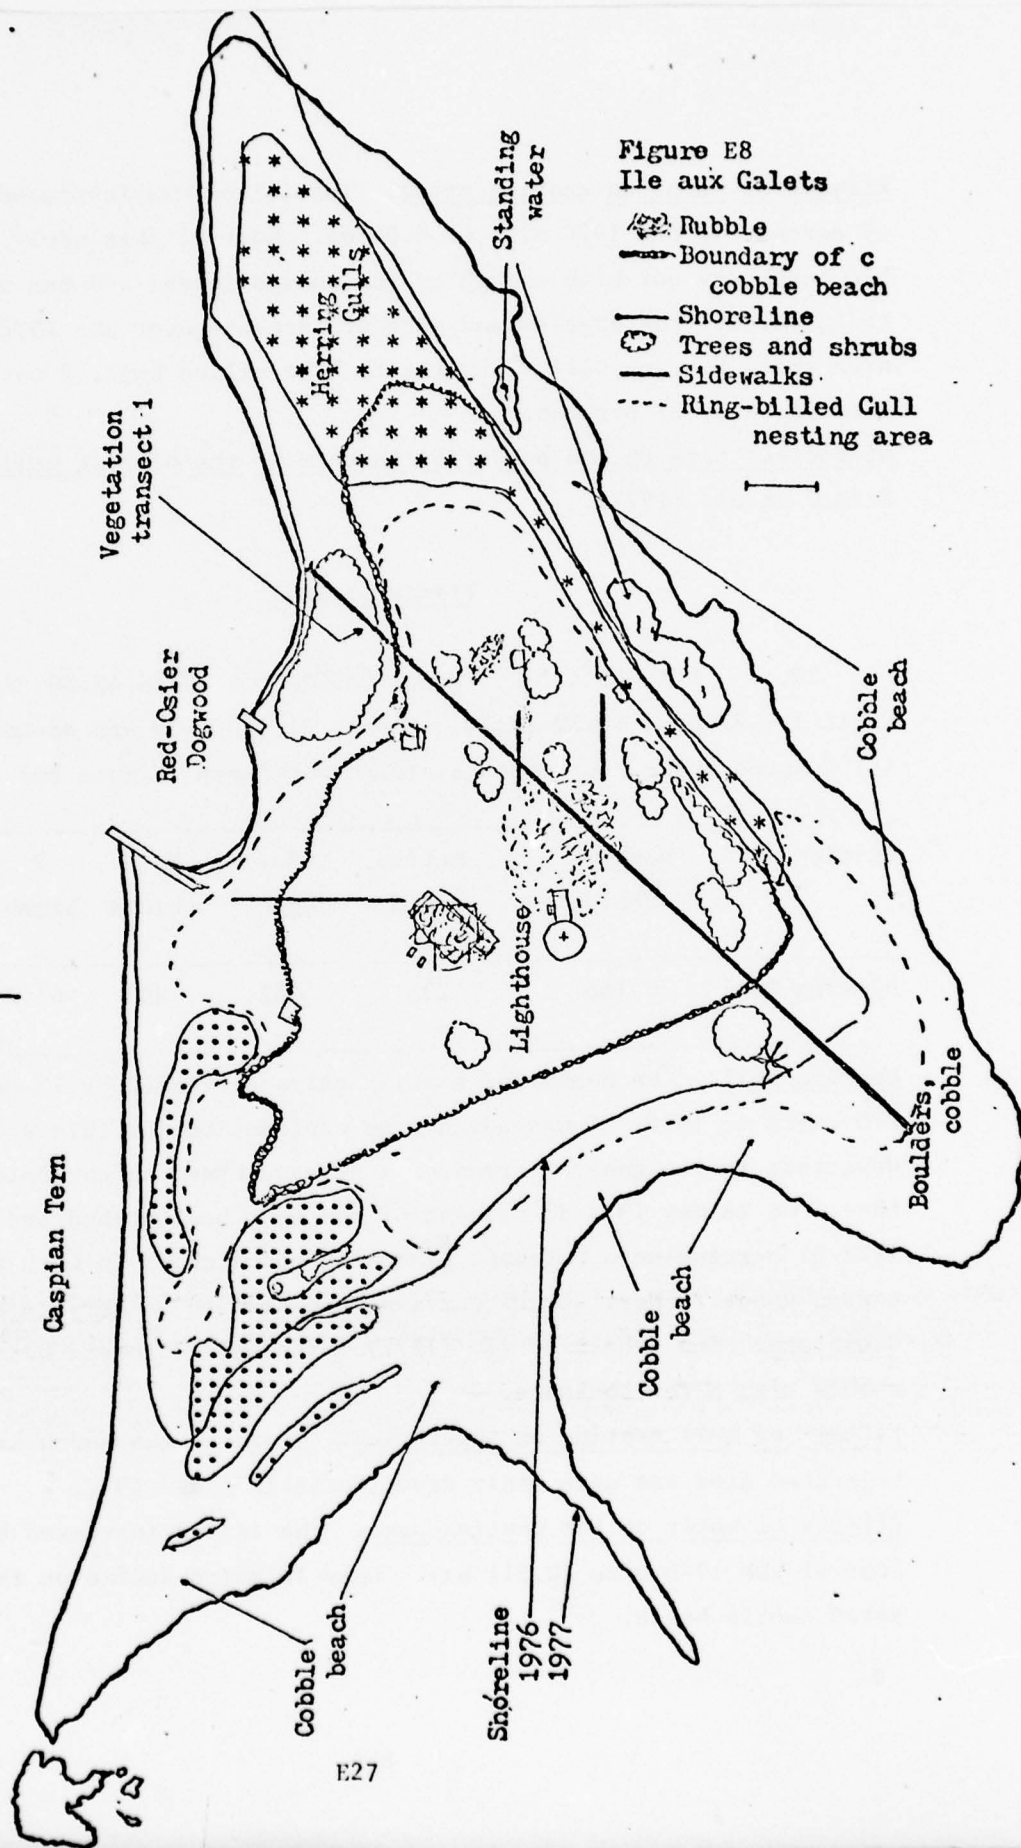 Figure E8
Ile aux Galets
Rubble
Boundary of c
cobble beach
Shoreline
Trees and shrubs
Sidewalks
Ring-billed Gull
nesting area
Standing
water
Herring
Gulls
Vegetation
transect 1
Red-Osier
Dogwood
Cobble
beach
Lighthouse
Caspian Tern
Boulders,
cobble
Cobble
beach
Cobble
beach
Shoreline
1976
1977
E27